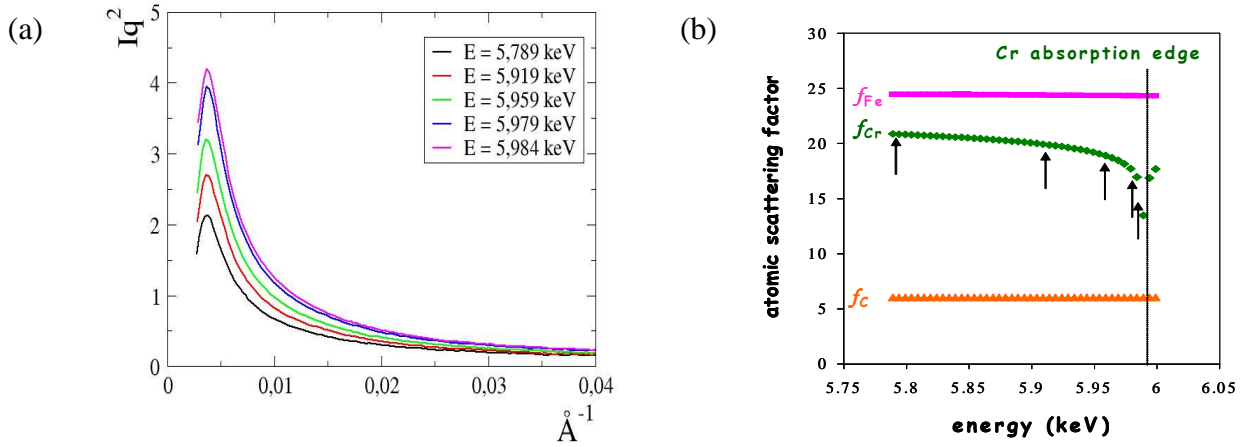 (a)
Iq²
5
4
3
2
1
0
E = 5,789 keV
E = 5,919 keV
E = 5,959 keV
E = 5,979 keV
E = 5,984 keV
0 0,01 0,02 0,03 0,04
Å⁻¹
(b)
Cr absorption edge
atomic scattering factor
30
25
20
15
10
5
0
fFe
fCr
fC
5.75 5.8 5.85 5.9 5.95 6 6.05
energy (keV)